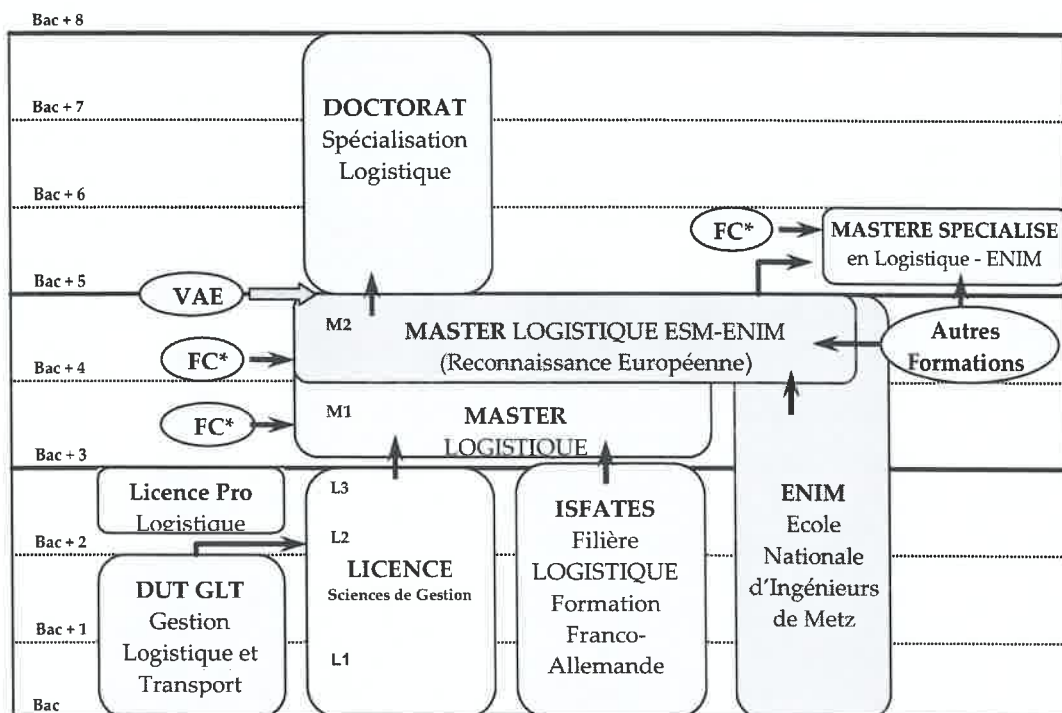 Bac + 8
Bac + 7
DOCTORAT
Spécialisation
Logistique
Bac + 6
FC*
MASTERE SPECIALISE
en Logistique - ENIM
Bac + 5
VAE
M2
MASTER LOGISTIQUE ESM-ENIM
(Reconnaissance Européenne)
Autres
Formations
FC*
Bac + 4
M1
MASTER
LOGISTIQUE
FC*
Bac + 3
Licence Pro
Logistique
L3
LICENCE
Sciences de Gestion
L2
L1
ISFATES
Filière
LOGISTIQUE
Formation
Franco-
Allemande
ENIM
Ecole
Nationale
d'Ingénieurs
de Metz
Bac + 2
DUT GLT
Gestion
Logistique et
Transport
Bac + 1
Bac